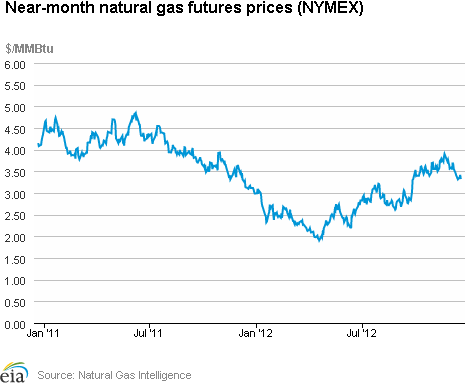 Near-month natural gas futures prices (NYMEX)
$/MMBtu
6.00
5.50
5.00
4.50
4.00
3.50
3.00
2.50
2.00
1.50
1.00
0.50
0.00
Jan '11
Jul '11
Jan '12
Jul '12
eia
Source: Natural Gas Intelligence